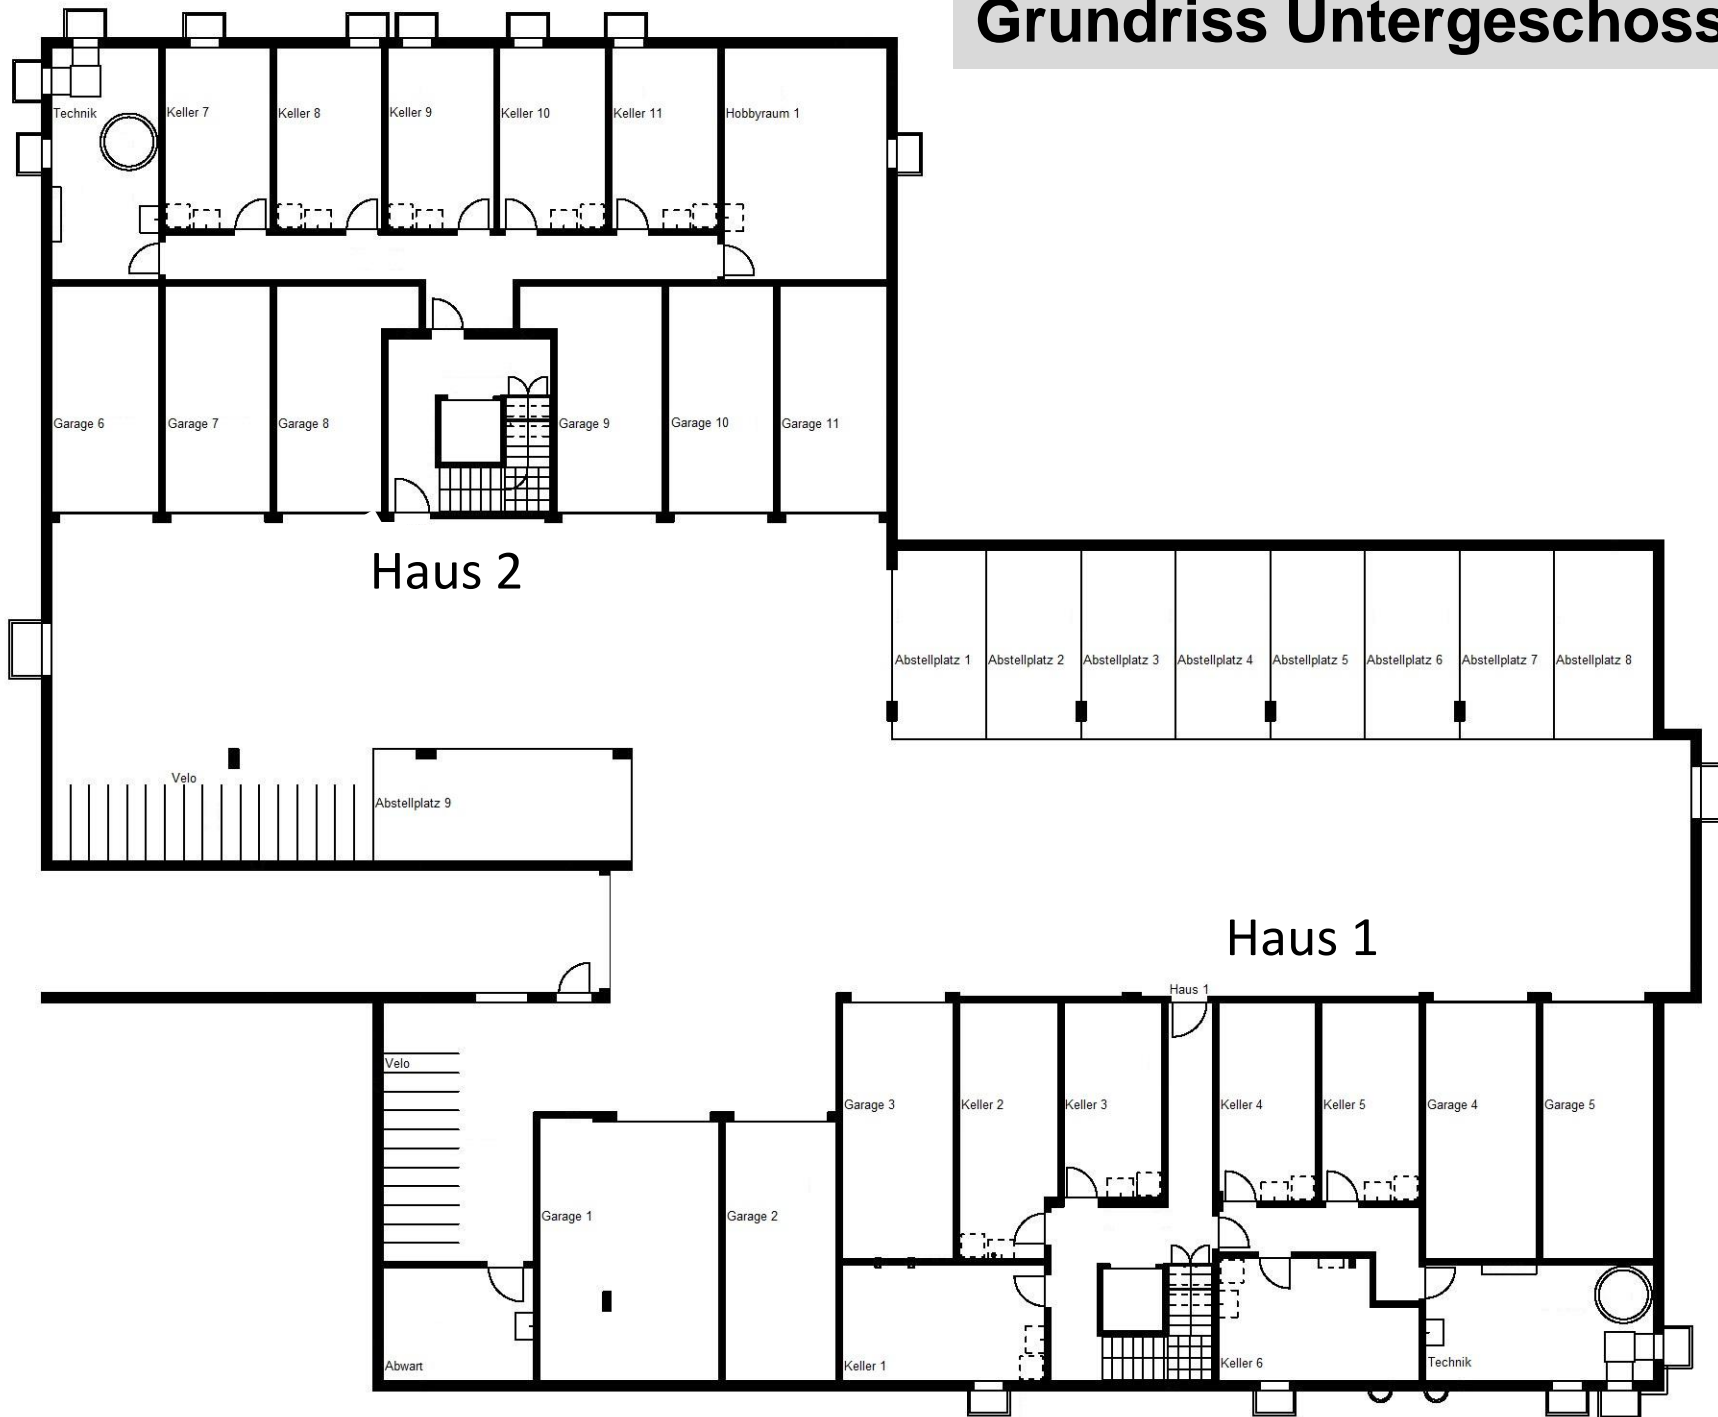 Grundriss Untergeschoss
Technik
Keller 7
Keller 8
Keller 9
Keller 10
Keller 11
Hobbyraum 1
Garage 6
Garage 7
Garage 8
Garage 9
Garage 10
Garage 11
Haus 2
Abstellplatz 1
Abstellplatz 2
Abstellplatz 3
Abstellplatz 4
Abstellplatz 5
Abstellplatz 6
Abstellplatz 7
Abstellplatz 8
Velo
Abstellplatz 9
Haus 1
Haus 1
Velo
Garage 3
Keller 2
Keller 3
Keller 4
Keller 5
Garage 4
Garage 5
Garage 1
Garage 2
Abwart
Keller 1
Keller 6
Technik